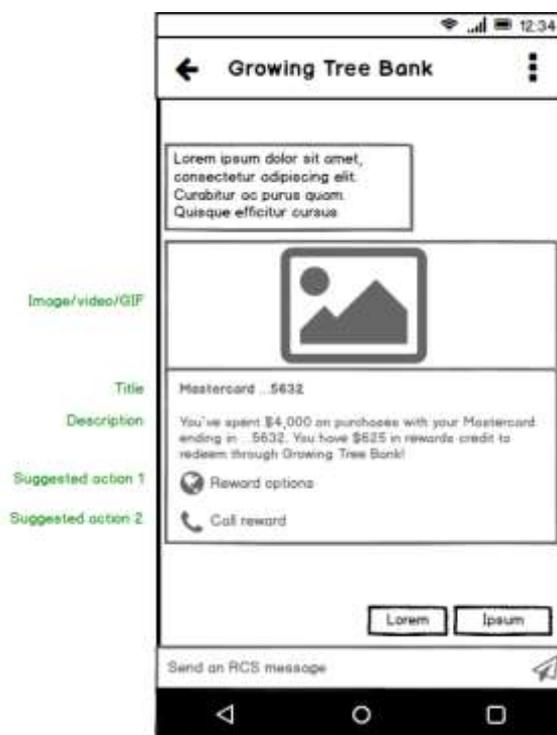 12:34
Growing Tree Bank
Lorem ipsum dolor sit amet,
consectetur adipiscing elit.
Curabitur ac purus quam.
Quisque efficitur cursus
Image/video/GIF
Title
Mastercard ...5632
Description
You've spent $4,000 on purchases with your Mastercard
ending in ...5632. You have $625 in rewards credit to
redeem through Growing Tree Bank!
Suggested action 1
Reward options
Suggested action 2
Call reward
Lorem
Ipsum
Send an RCS message